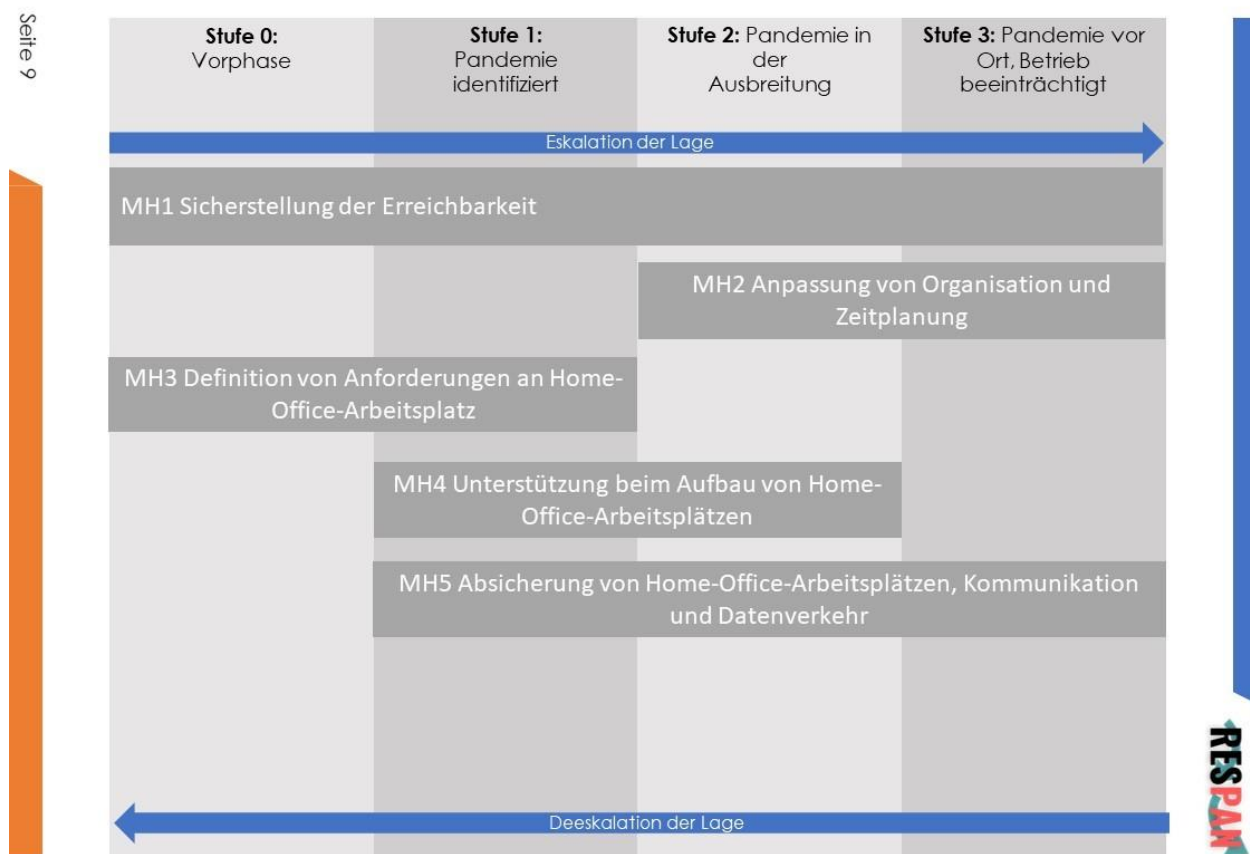 Seite 9
Stufe 0:
Vorphase
Stufe 1:
Pandemie
identifiziert
Stufe 2: Pandemie in
der
Ausbreitung
Stufe 3: Pandemie vor
Ort, Betrieb
beeinträchtigt
Eskalation der Lage
MH1 Sicherstellung der Erreichbarkeit
MH2 Anpassung von Organisation und
Zeitplanung
MH3 Definition von Anforderungen an Home-
Office-Arbeitsplatz
MH4 Unterstützung beim Aufbau von Home-
Office-Arbeitsplätzen
MH5 Absicherung von Home-Office-Arbeitsplätzen, Kommunikation
und Datenverkehr
Deeskalation der Lage
RESPAN